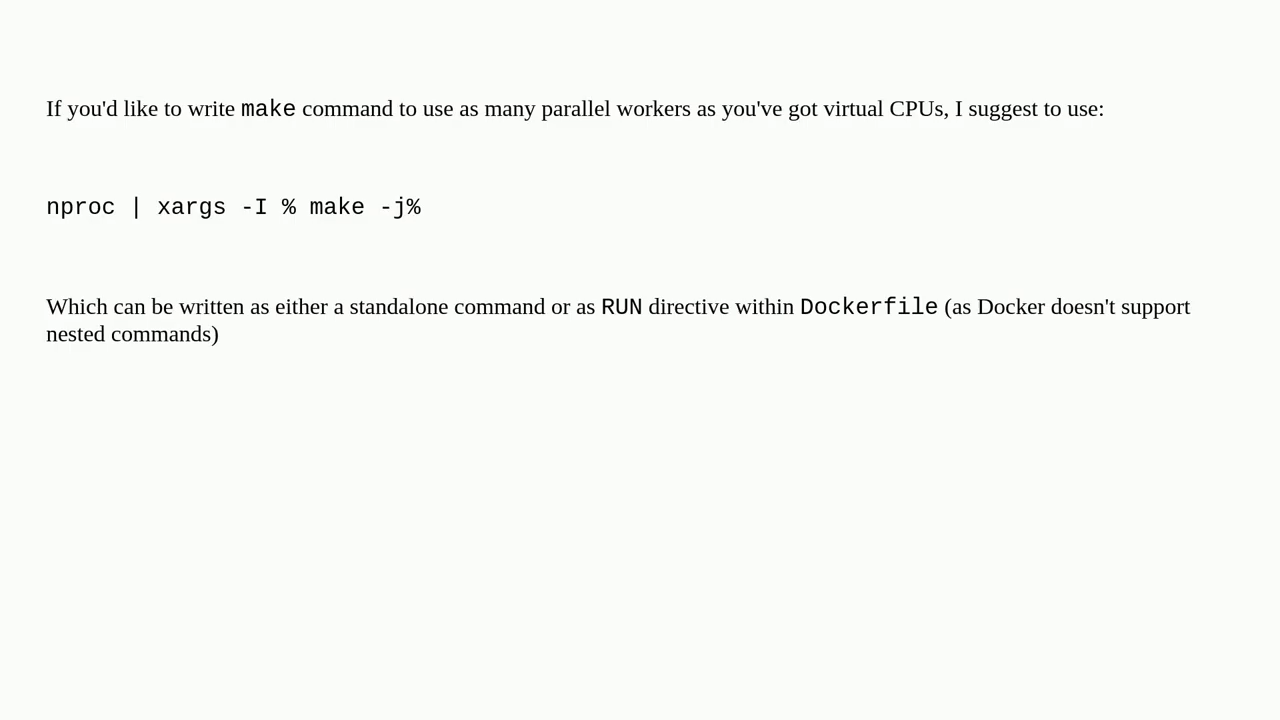 If you'd like to write make command to use as many parallel workers as you've got virtual CPUs, I suggest to use:
nproc | xargs -I % make -j%
Which can be written as either a standalone command or as RUN directive within Dockerfile (as Docker doesn't support
nested commands)